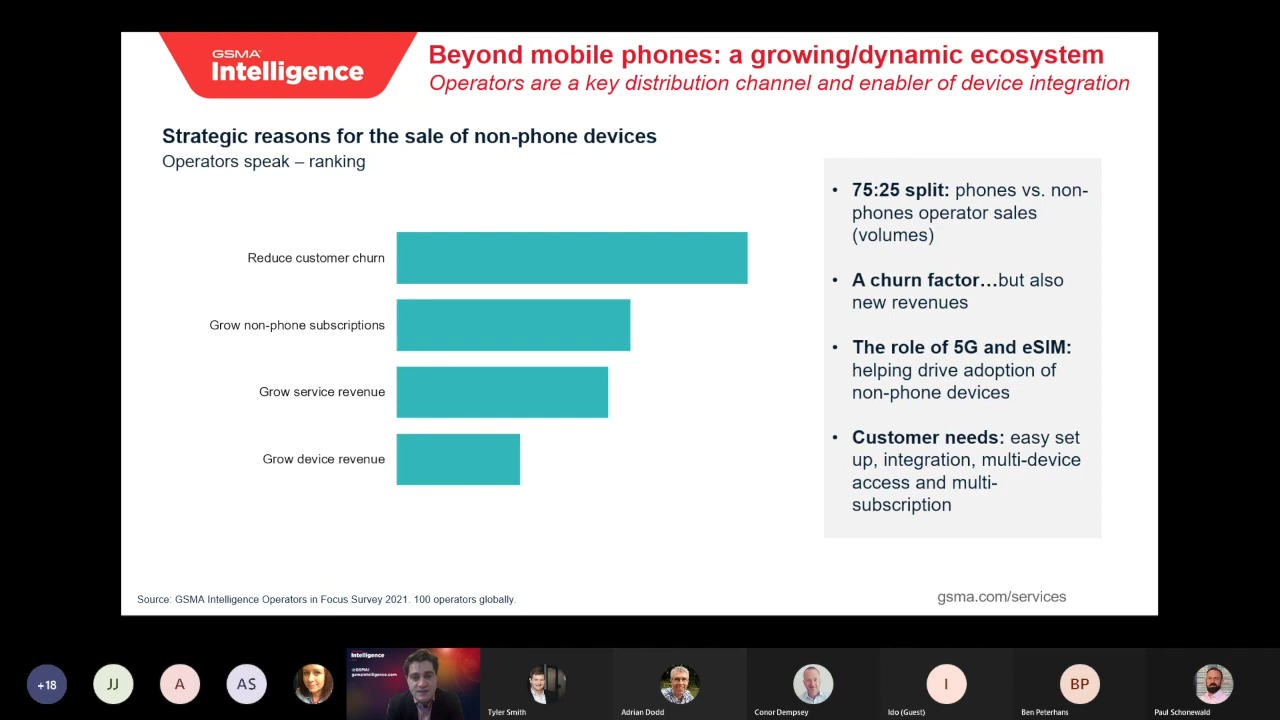 GSMA™
Intelligence
Beyond mobile phones: a growing/dynamic ecosystem
Operators are a key distribution channel and enabler of device integration
Strategic reasons for the sale of non-phone devices
Operators speak – ranking
Reduce customer churn
Grow non-phone subscriptions
Grow service revenue
Grow device revenue
• 75:25 split: phones vs. non-
phones operator sales
(volumes)
• A churn factor…but also
new revenues
• The role of 5G and eSIM:
helping drive adoption of
non-phone devices
• Customer needs: easy set
up, integration, multi-device
access and multi-
subscription
Source: GSMA Intelligence Operators in Focus Survey 2021. 100 operators globally.
gsma.com/services
+18
JJ
A
AS
Intelligence
@GSMAi
gsmaintelligence.com
Tyler Smith
Adrian Dodd
Conor Dempsey
I
Ido (Guest)
BP
Ben Peterhans
Paul Schonewald